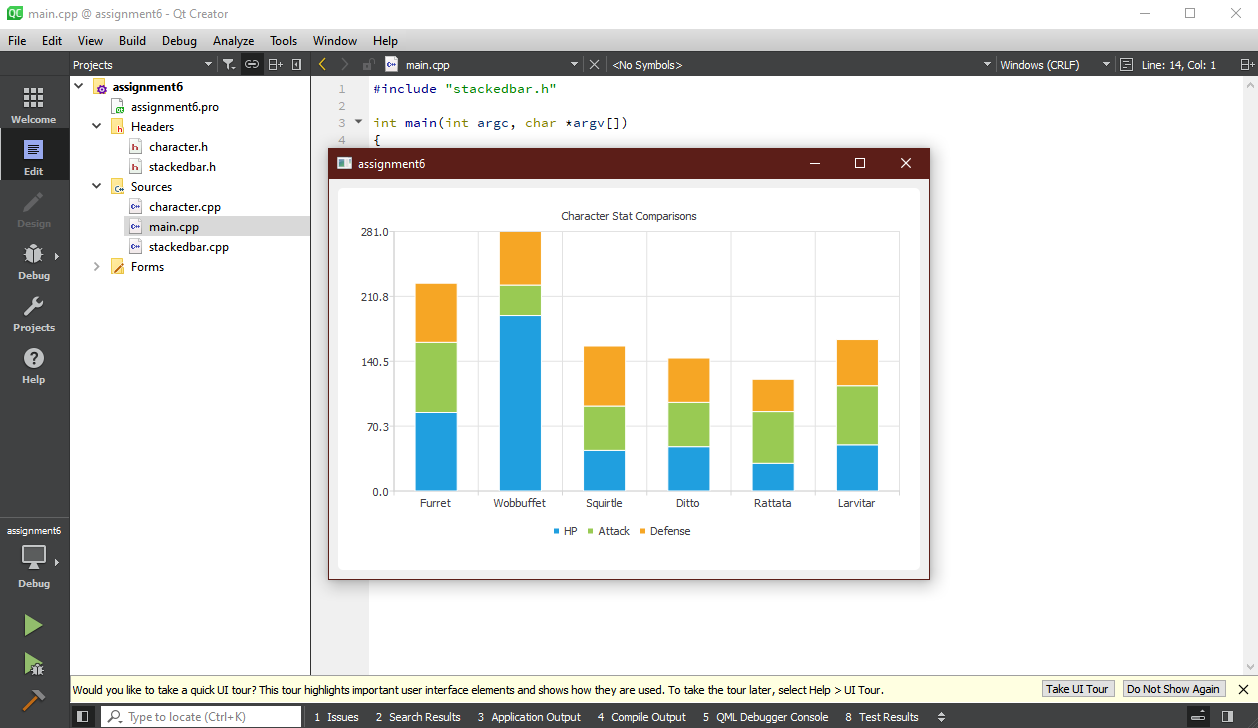 main.cpp @ assignment6 - Qt Creator
File Edit View Build Debug Analyze Tools Window Help
Projects main.cpp <No Symbols> Windows (CRLF) Line: 14, Col: 1
Welcome
Edit
Design
Debug
Projects
Help
assignment6
Debug
assignment6
assignment6.pro
Headers
character.h
stackedbar.h
Sources
character.cpp
main.cpp
stackedbar.cpp
Forms
1 #include "stackedbar.h"
2
3 int main(int argc, char *argv[])
4 {
assignment6
Character Stat Comparisons
281.0
210.8
140.5
70.3
0.0
Furret Wobbuffet Squirtle Ditto Rattata Larvitar
HP Attack Defense
Would you like to take a quick UI tour? This tour highlights important user interface elements and shows how they are used. To take the tour later, select Help > UI Tour. Take UI Tour Do Not Show Again
Type to locate (Ctrl+K) 1 Issues 2 Search Results 3 Application Output 4 Compile Output 5 QML Debugger Console 8 Test Results